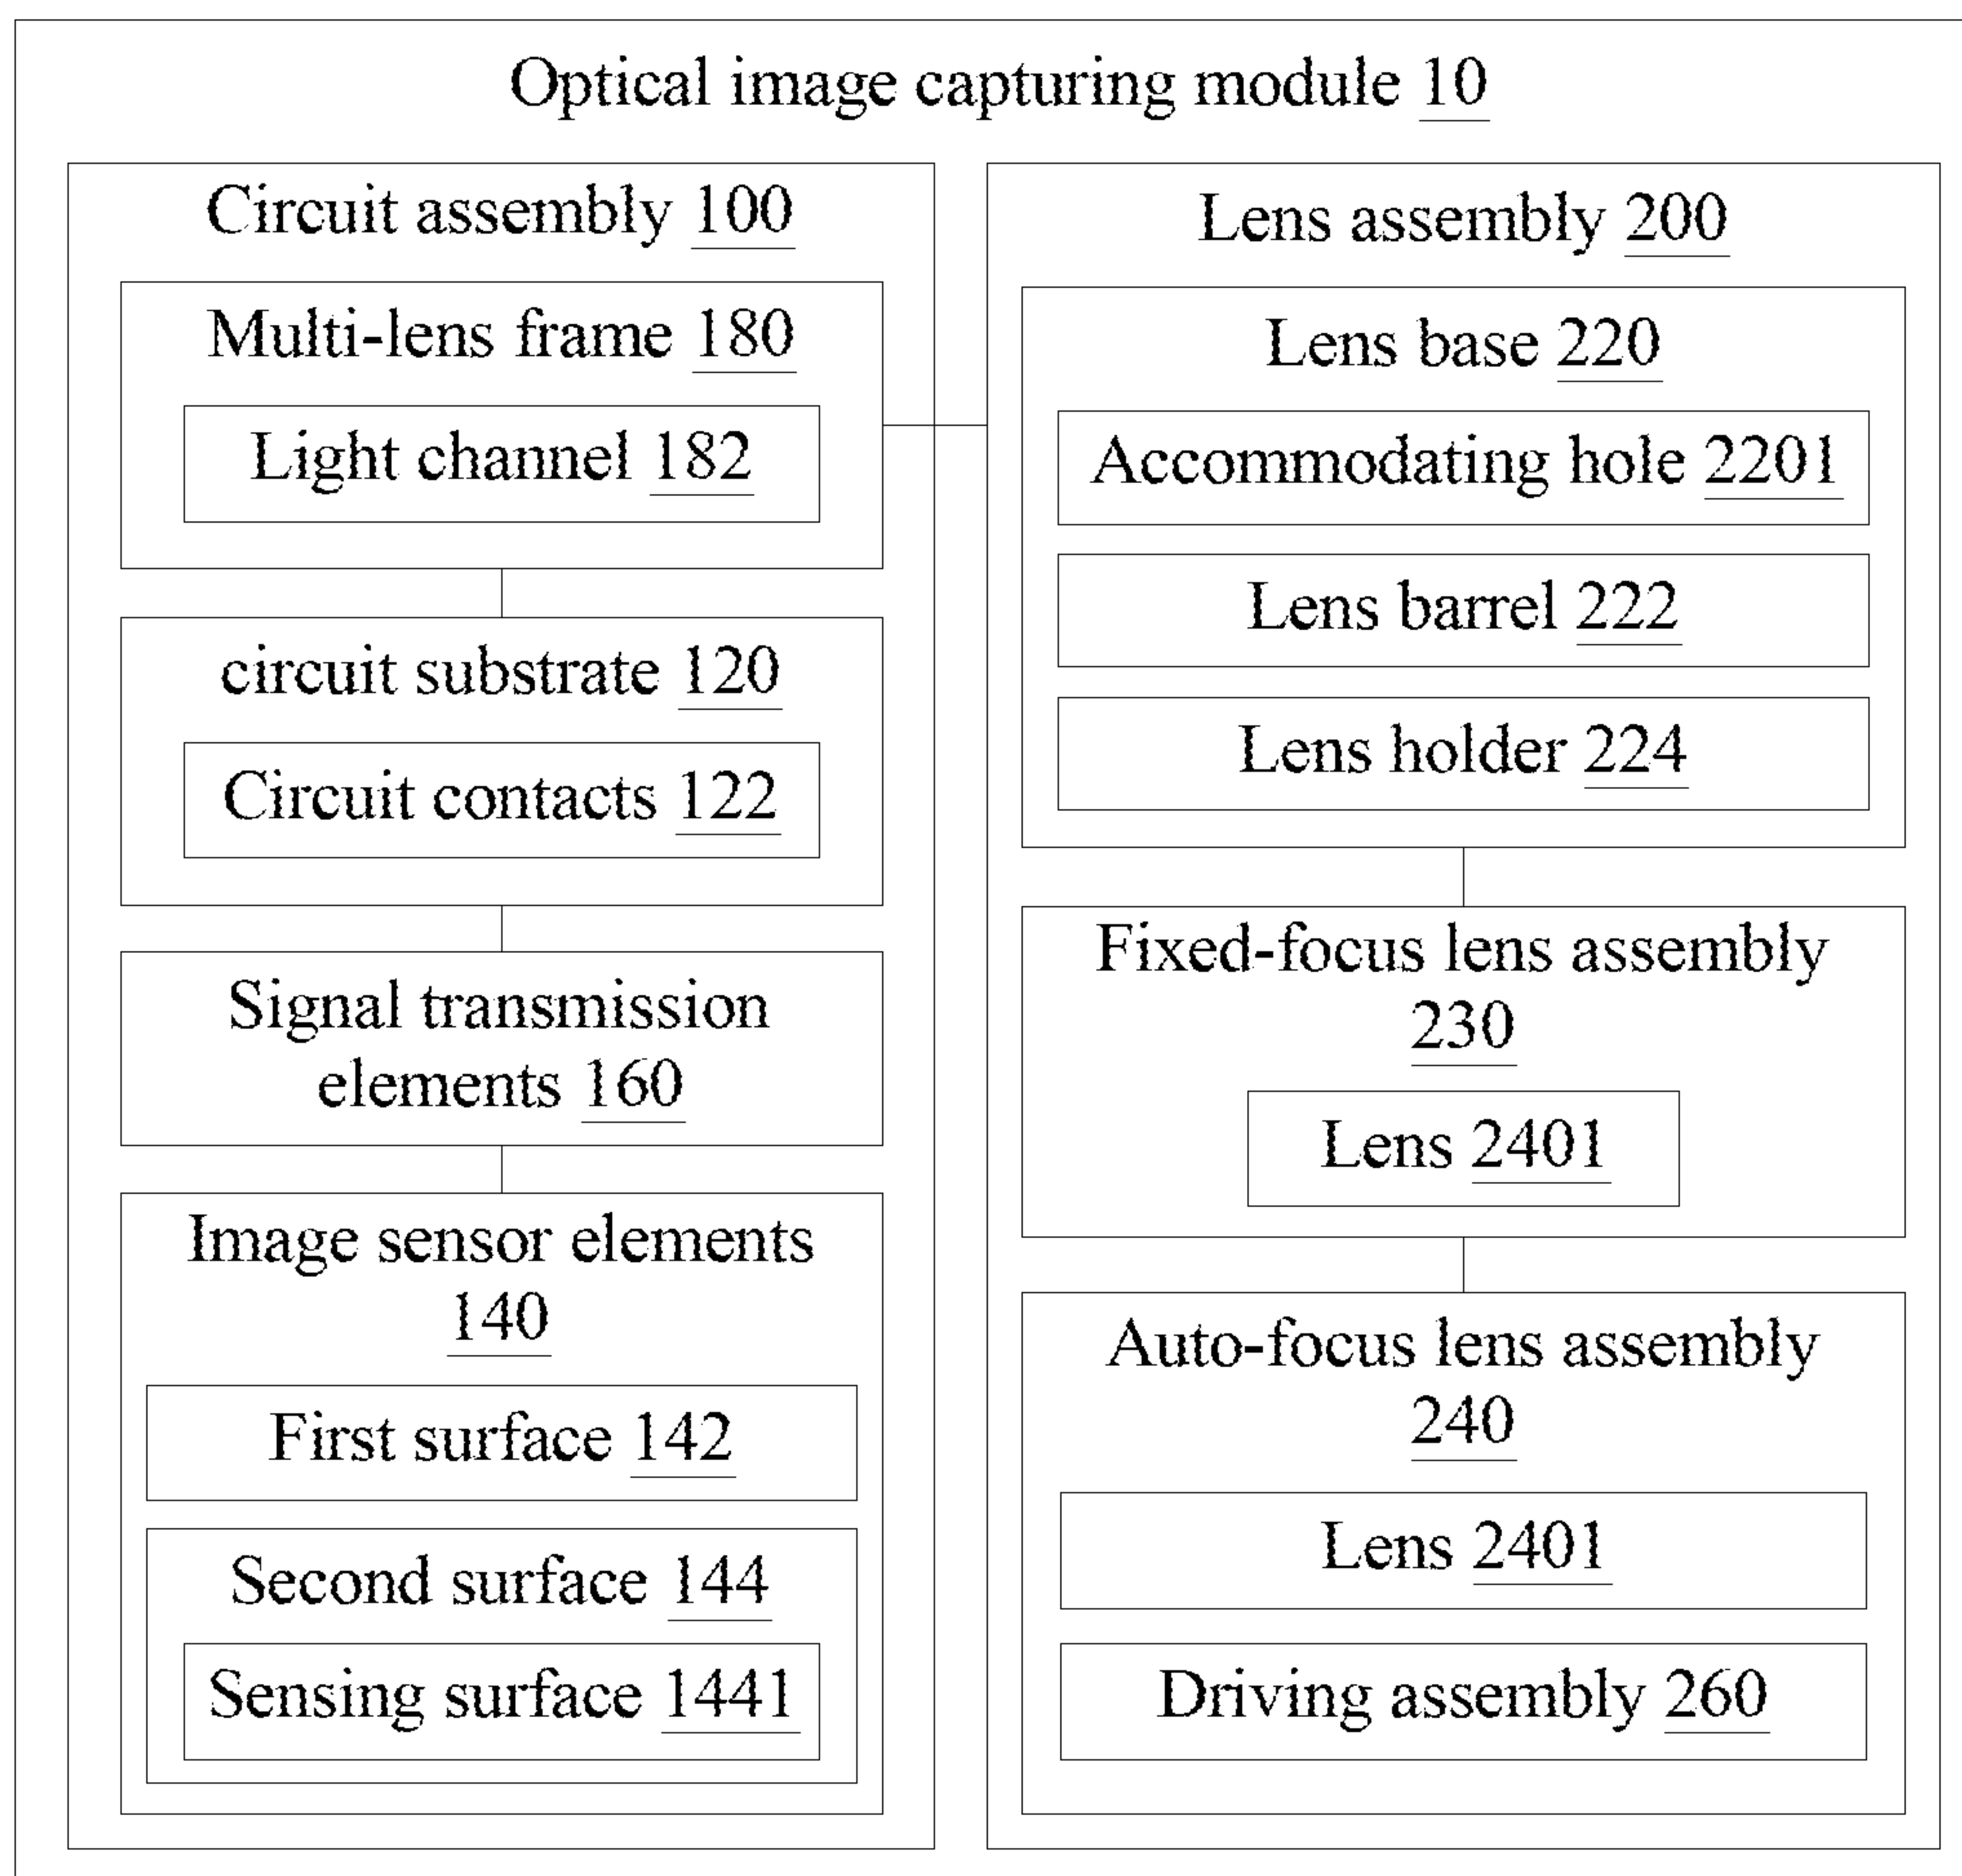 Optical image capturing module 10
Circuit assembly 100
Multi-lens frame 180
Light channel 182
circuit substrate 120
Circuit contacts 122
Signal transmission
elements 160
Image sensor elements
140
First surface 142
Second surface 144
Sensing surface 1441
Lens assembly 200
Lens base 220
Accommodating hole 2201
Lens barrel 222
Lens holder 224
Fixed-focus lens assembly
230
Lens 2401
Auto-focus lens assembly
240
Lens 2401
Driving assembly 260